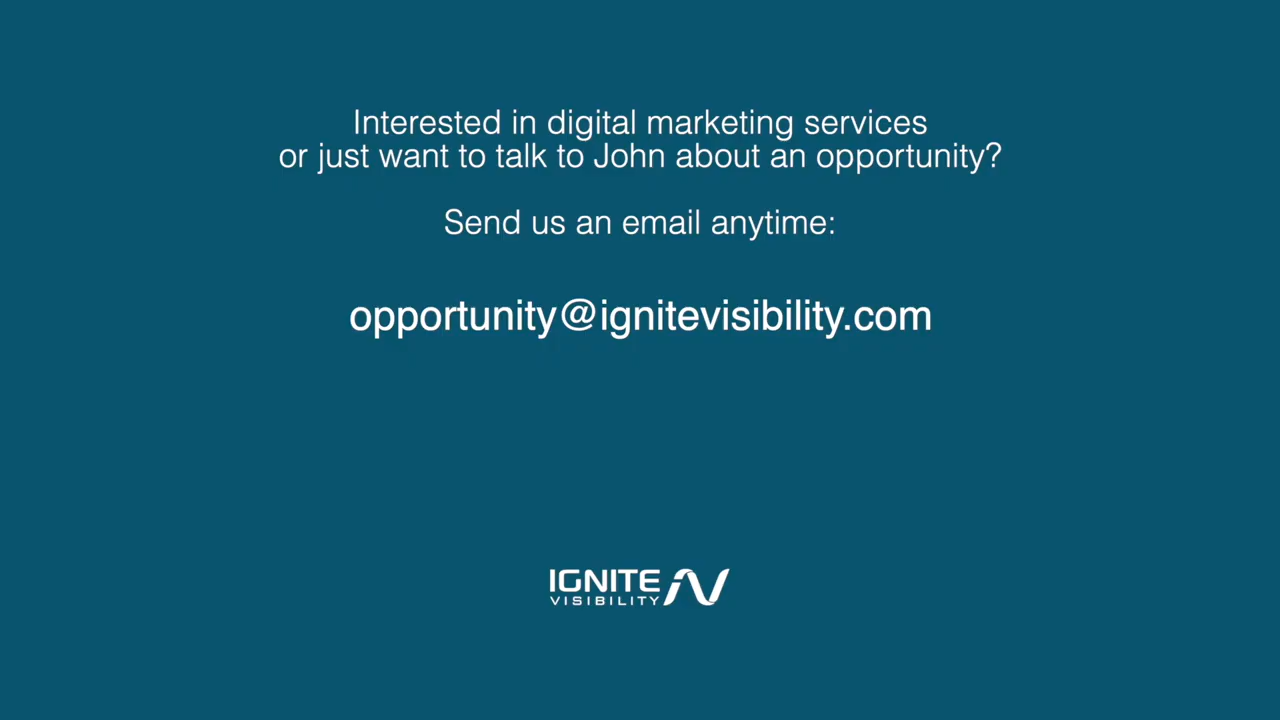 Interested in digital marketing services
or just want to talk to John about an opportunity?
Send us an email anytime:
opportunity@ignitevisibility.com
IGNITE
VISIBILITY